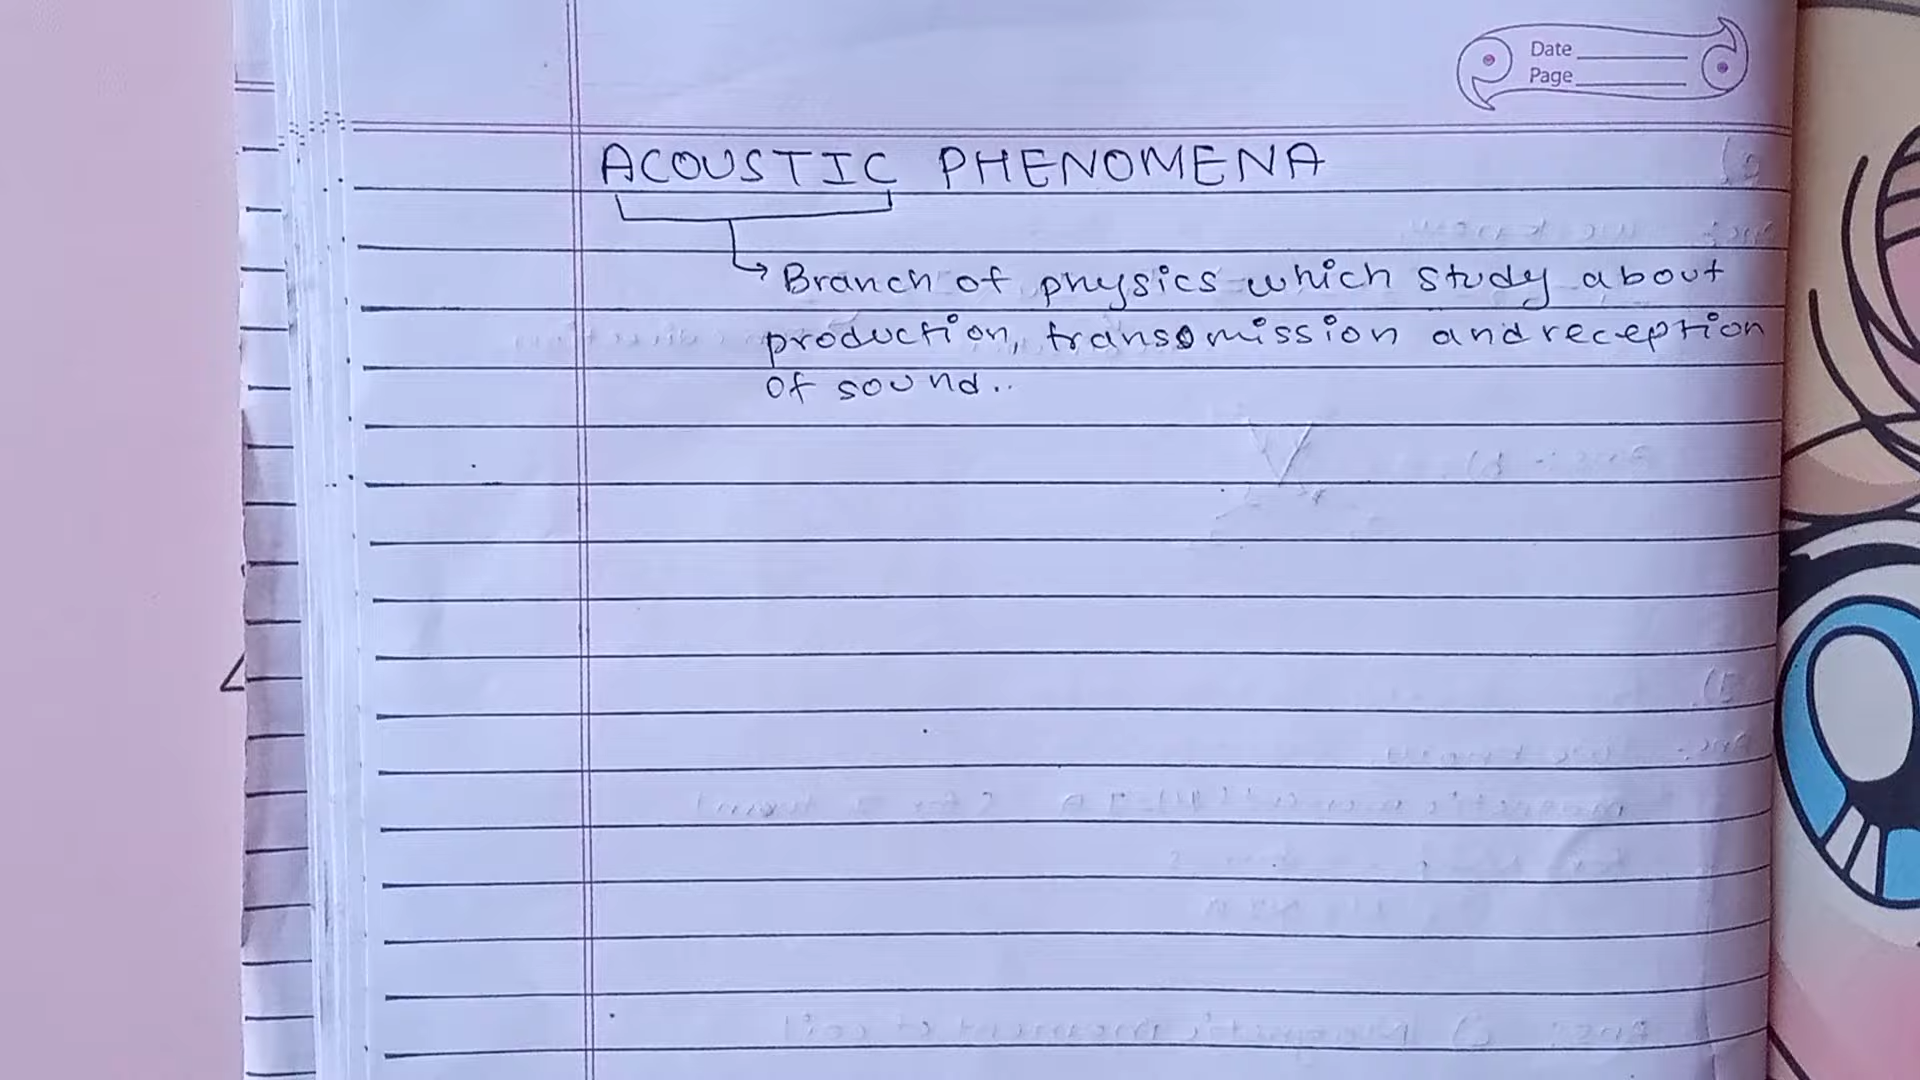 Date
Page
ACOUSTIC PHENOMENA
Branch of physics which study about
production, transmission and reception
of sound..